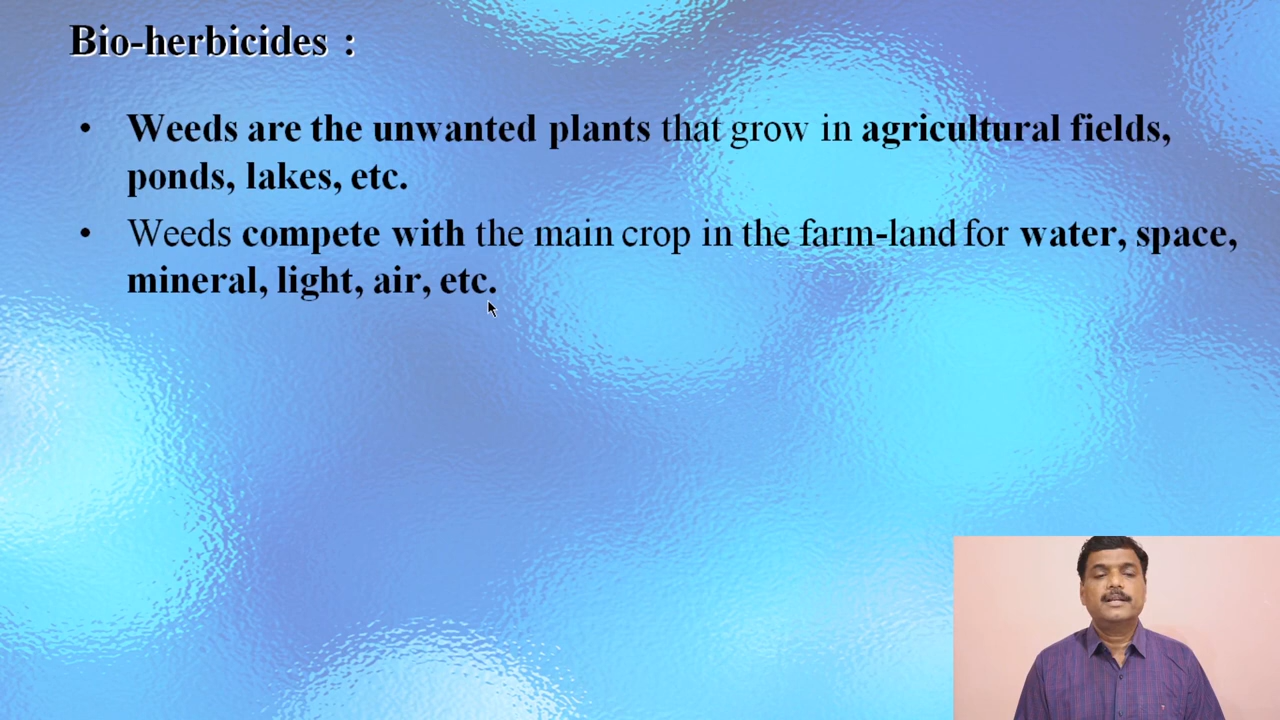 Bio-herbicides :
• Weeds are the unwanted plants that grow in agricultural fields,
ponds, lakes, etc.
• Weeds compete with the main crop in the farm-land for water, space,
mineral, light, air, etc.